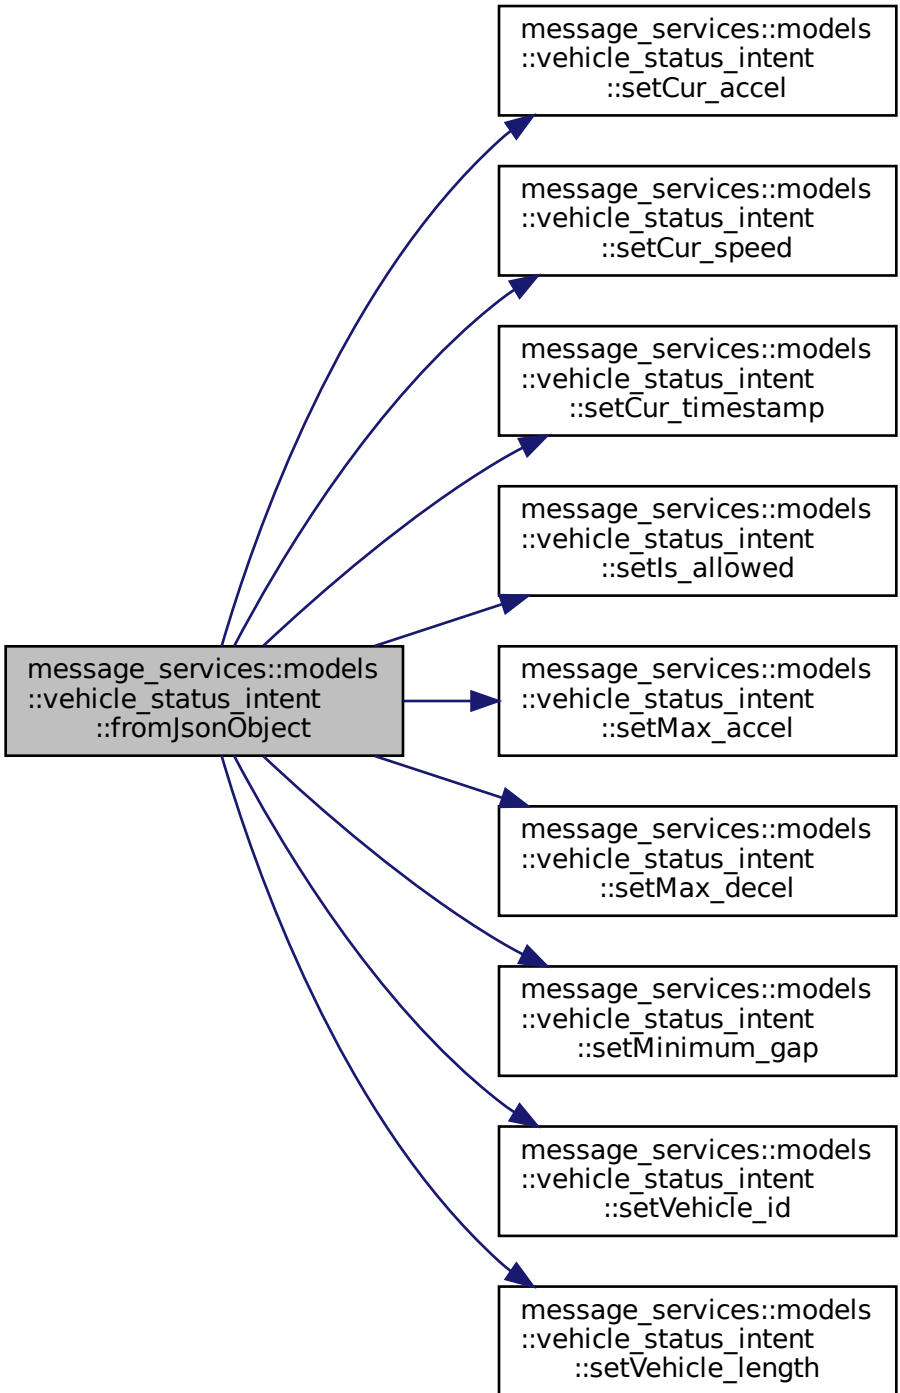 message_services::models
::vehicle_status_intent
::setCur_accel
message_services::models
::vehicle_status_intent
::setCur_speed
message_services::models
::vehicle_status_intent
::setCur_timestamp
message_services::models
::vehicle_status_intent
::setIs_allowed
message_services::models
::vehicle_status_intent
::fromJsonObject
message_services::models
::vehicle_status_intent
::setMax_accel
message_services::models
::vehicle_status_intent
::setMax_decel
message_services::models
::vehicle_status_intent
::setMinimum_gap
message_services::models
::vehicle_status_intent
::setVehicle_id
message_services::models
::vehicle_status_intent
::setVehicle_length